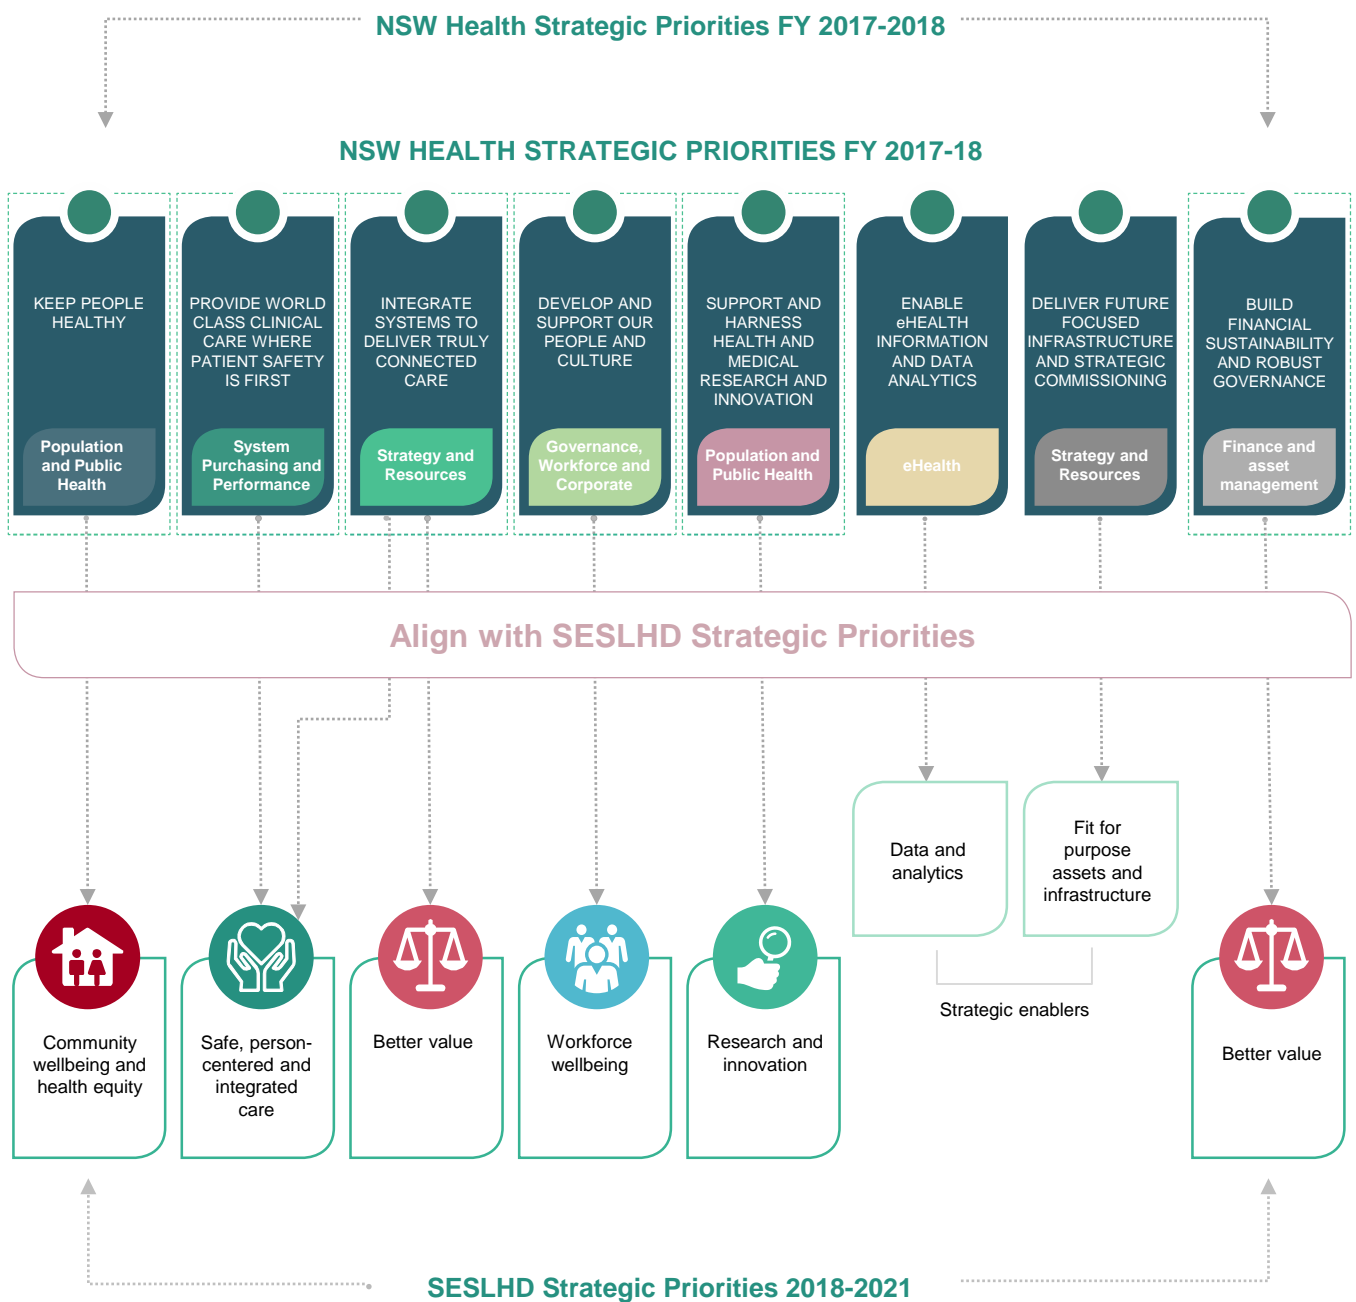 NSW Health Strategic Priorities FY 2017-2018
NSW HEALTH STRATEGIC PRIORITIES FY 2017-18
KEEP PEOPLE
HEALTHY
Population
and Public
Health
PROVIDE WORLD
CLASS CLINICAL
CARE WHERE
PATIENT SAFETY
IS FIRST
System
Purchasing and
Performance
INTEGRATE
SYSTEMS TO
DELIVER TRULY
CONNECTED
CARE
Strategy and
Resources
DEVELOP AND
SUPPORT OUR
PEOPLE AND
CULTURE
Governance,
Workforce and
Corporate
SUPPORT AND
HARNESS
HEALTH AND
MEDICAL
RESEARCH AND
INNOVATION
Population and
Public Health
ENABLE
eHEALTH
INFORMATION
AND DATA
ANALYTICS
eHealth
DELIVER FUTURE
FOCUSED
INFRASTRUCTURE
AND STRATEGIC
COMMISSIONING
Strategy and
Resources
BUILD
FINANCIAL
SUSTAINABILITY
AND ROBUST
GOVERNANCE
Finance and
asset
management
Align with SESLHD Strategic Priorities
Community
wellbeing and
health equity
Safe, person-
centered and
integrated
care
Better value
Workforce
wellbeing
Research and
innovation
Data and
analytics
Fit for
purpose
assets and
infrastructure
Strategic enablers
Better value
SESLHD Strategic Priorities 2018-2021